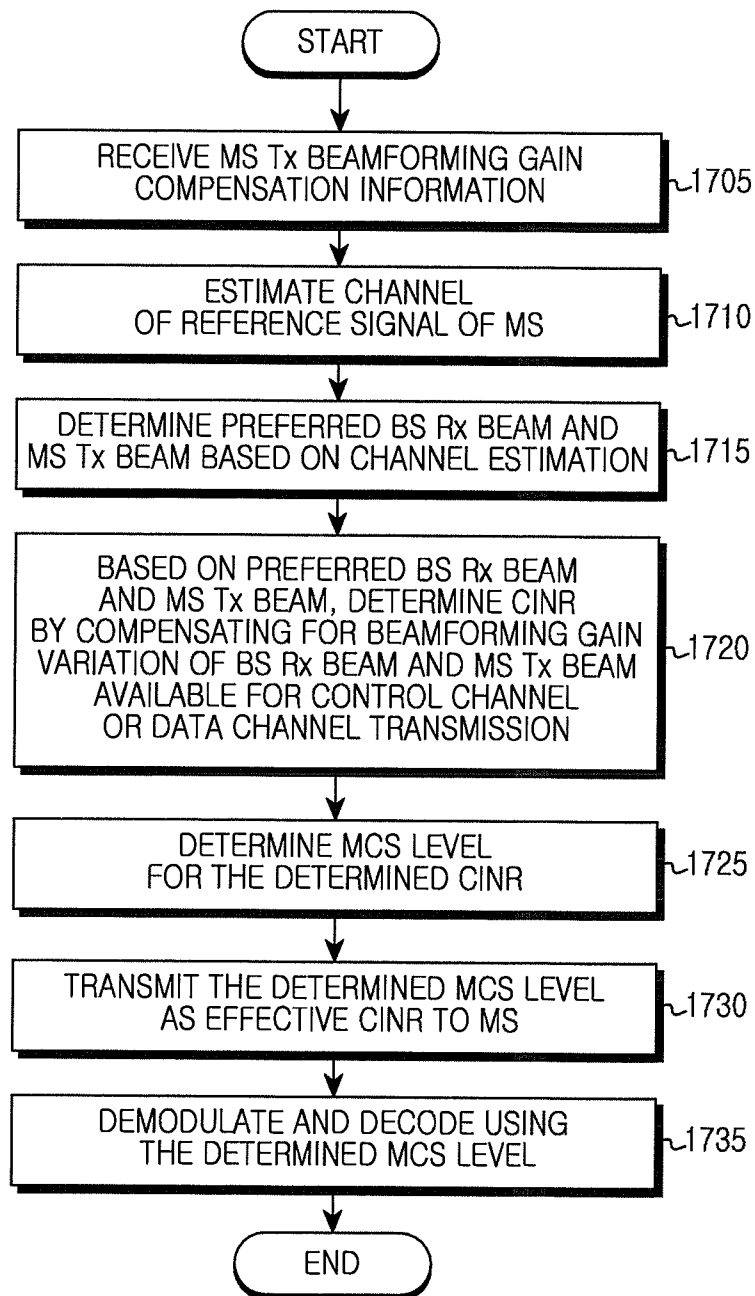 START
RECEIVE MS Tx BEAMFORMING GAIN
COMPENSATION INFORMATION
1705
ESTIMATE CHANNEL
OF REFERENCE SIGNAL OF MS
1710
DETERMINE PREFERRED BS Rx BEAM AND
MS Tx BEAM BASED ON CHANNEL ESTIMATION
1715
BASED ON PREFERRED BS Rx BEAM
AND MS Tx BEAM, DETERMINE CINR
BY COMPENSATING FOR BEAMFORMING GAIN
VARIATION OF BS Rx BEAM AND MS Tx BEAM
AVAILABLE FOR CONTROL CHANNEL
OR DATA CHANNEL TRANSMISSION
1720
DETERMINE MCS LEVEL
FOR THE DETERMINED CINR
1725
TRANSMIT THE DETERMINED MCS LEVEL
AS EFFECTIVE CINR TO MS
1730
DEMODULATE AND DECODE USING
THE DETERMINED MCS LEVEL
1735
END